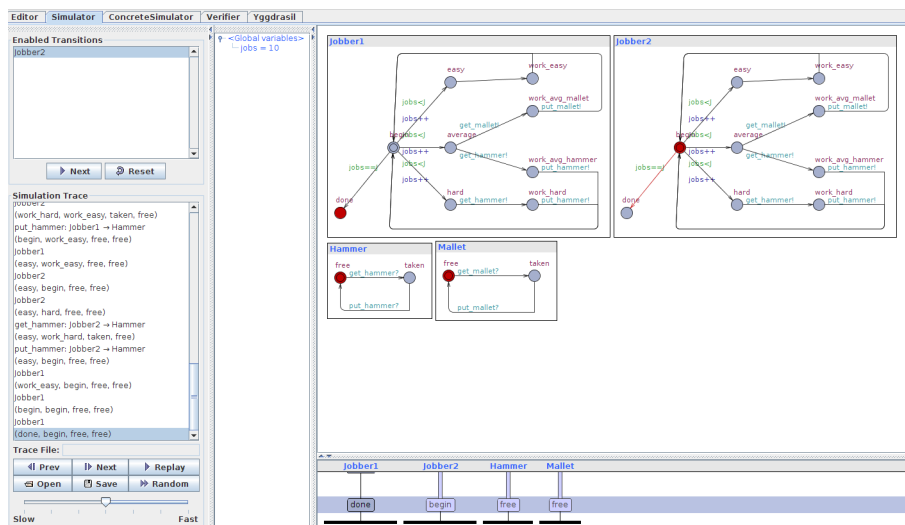 Editor Simulator ConcreteSimulator Verifier Yggdrasil
Enabled Transitions
Jobber2
Next Reset
Simulation Trace
Jobber2
(work_hard, work_easy, taken, free)
put_hammer: Jobber1 → Hammer
(begin, work_easy, free, free)
Jobber1
(easy, work_easy, free, free)
Jobber2
(easy, begin, free, free)
Jobber2
(easy, hard, free, free)
get_hammer: Jobber2 → Hammer
(easy, work_hard, taken, free)
put_hammer: Jobber2 → Hammer
(easy, begin, free, free)
Jobber1
(work_easy, begin, free, free)
Jobber1
(begin, begin, free, free)
Jobber1
(done, begin, free, free)
Trace File:
Prev Next Replay
Open Save Random
Slow Fast
<Global variables>
jobs = 10
Jobber1
easy
work_easy
jobs<J
jobs++
begin
jobs<J
average
jobs++
jobs<J
jobs++
jobs==J
done
get_mallet!
work_avg_mallet
put_mallet!
get_hammer!
work_avg_hammer
put_hammer!
hard
get_hammer!
work_hard
put_hammer!
Jobber2
easy
work_easy
jobs<J
jobs++
begin
jobs<J
average
jobs++
jobs<J
jobs++
jobs==J
done
get_mallet!
work_avg_mallet
put_mallet!
get_hammer!
work_avg_hammer
put_hammer!
hard
get_hammer!
work_hard
put_hammer!
Hammer
free
get_hammer?
taken
put_hammer?
Mallet
free
get_mallet?
taken
put_mallet?
Jobber1 Jobber2 Hammer Mallet
done begin free free